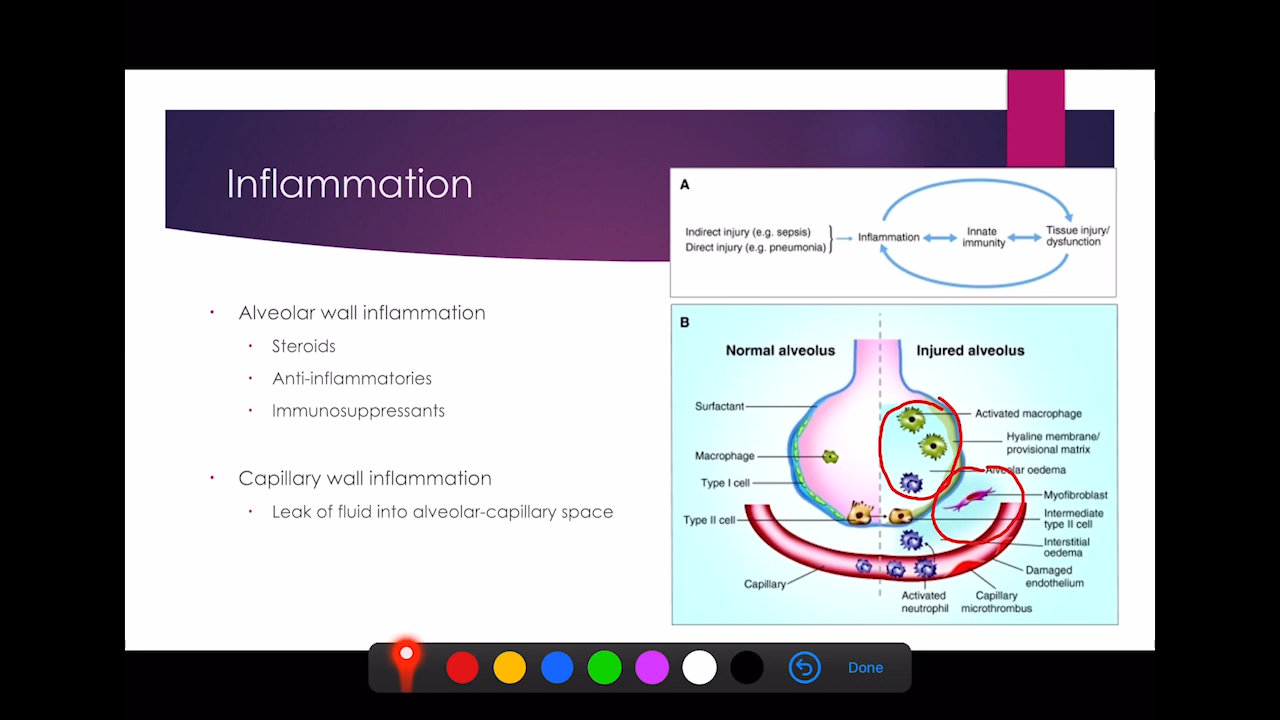 Inflammation
• Alveolar wall inflammation
• Steroids
• Anti-inflammatories
• Immunosuppressants
• Capillary wall inflammation
• Leak of fluid into alveolar-capillary space
A
Indirect injury (e.g. sepsis)
Direct injury (e.g. pneumonia)
Inflammation
Innate
immunity
Tissue injury/
dysfunction
B
Normal alveolus
Injured alveolus
Surfactant
Macrophage
Type I cell
Type II cell
Capillary
Activated macrophage
Hyaline membrane/
provisional matrix
Alveolar oedema
Myofibroblast
Intermediate
type II cell
Interstitial
oedema
Damaged
endothelium
Activated
neutrophil
Capillary
microthrombus
Done